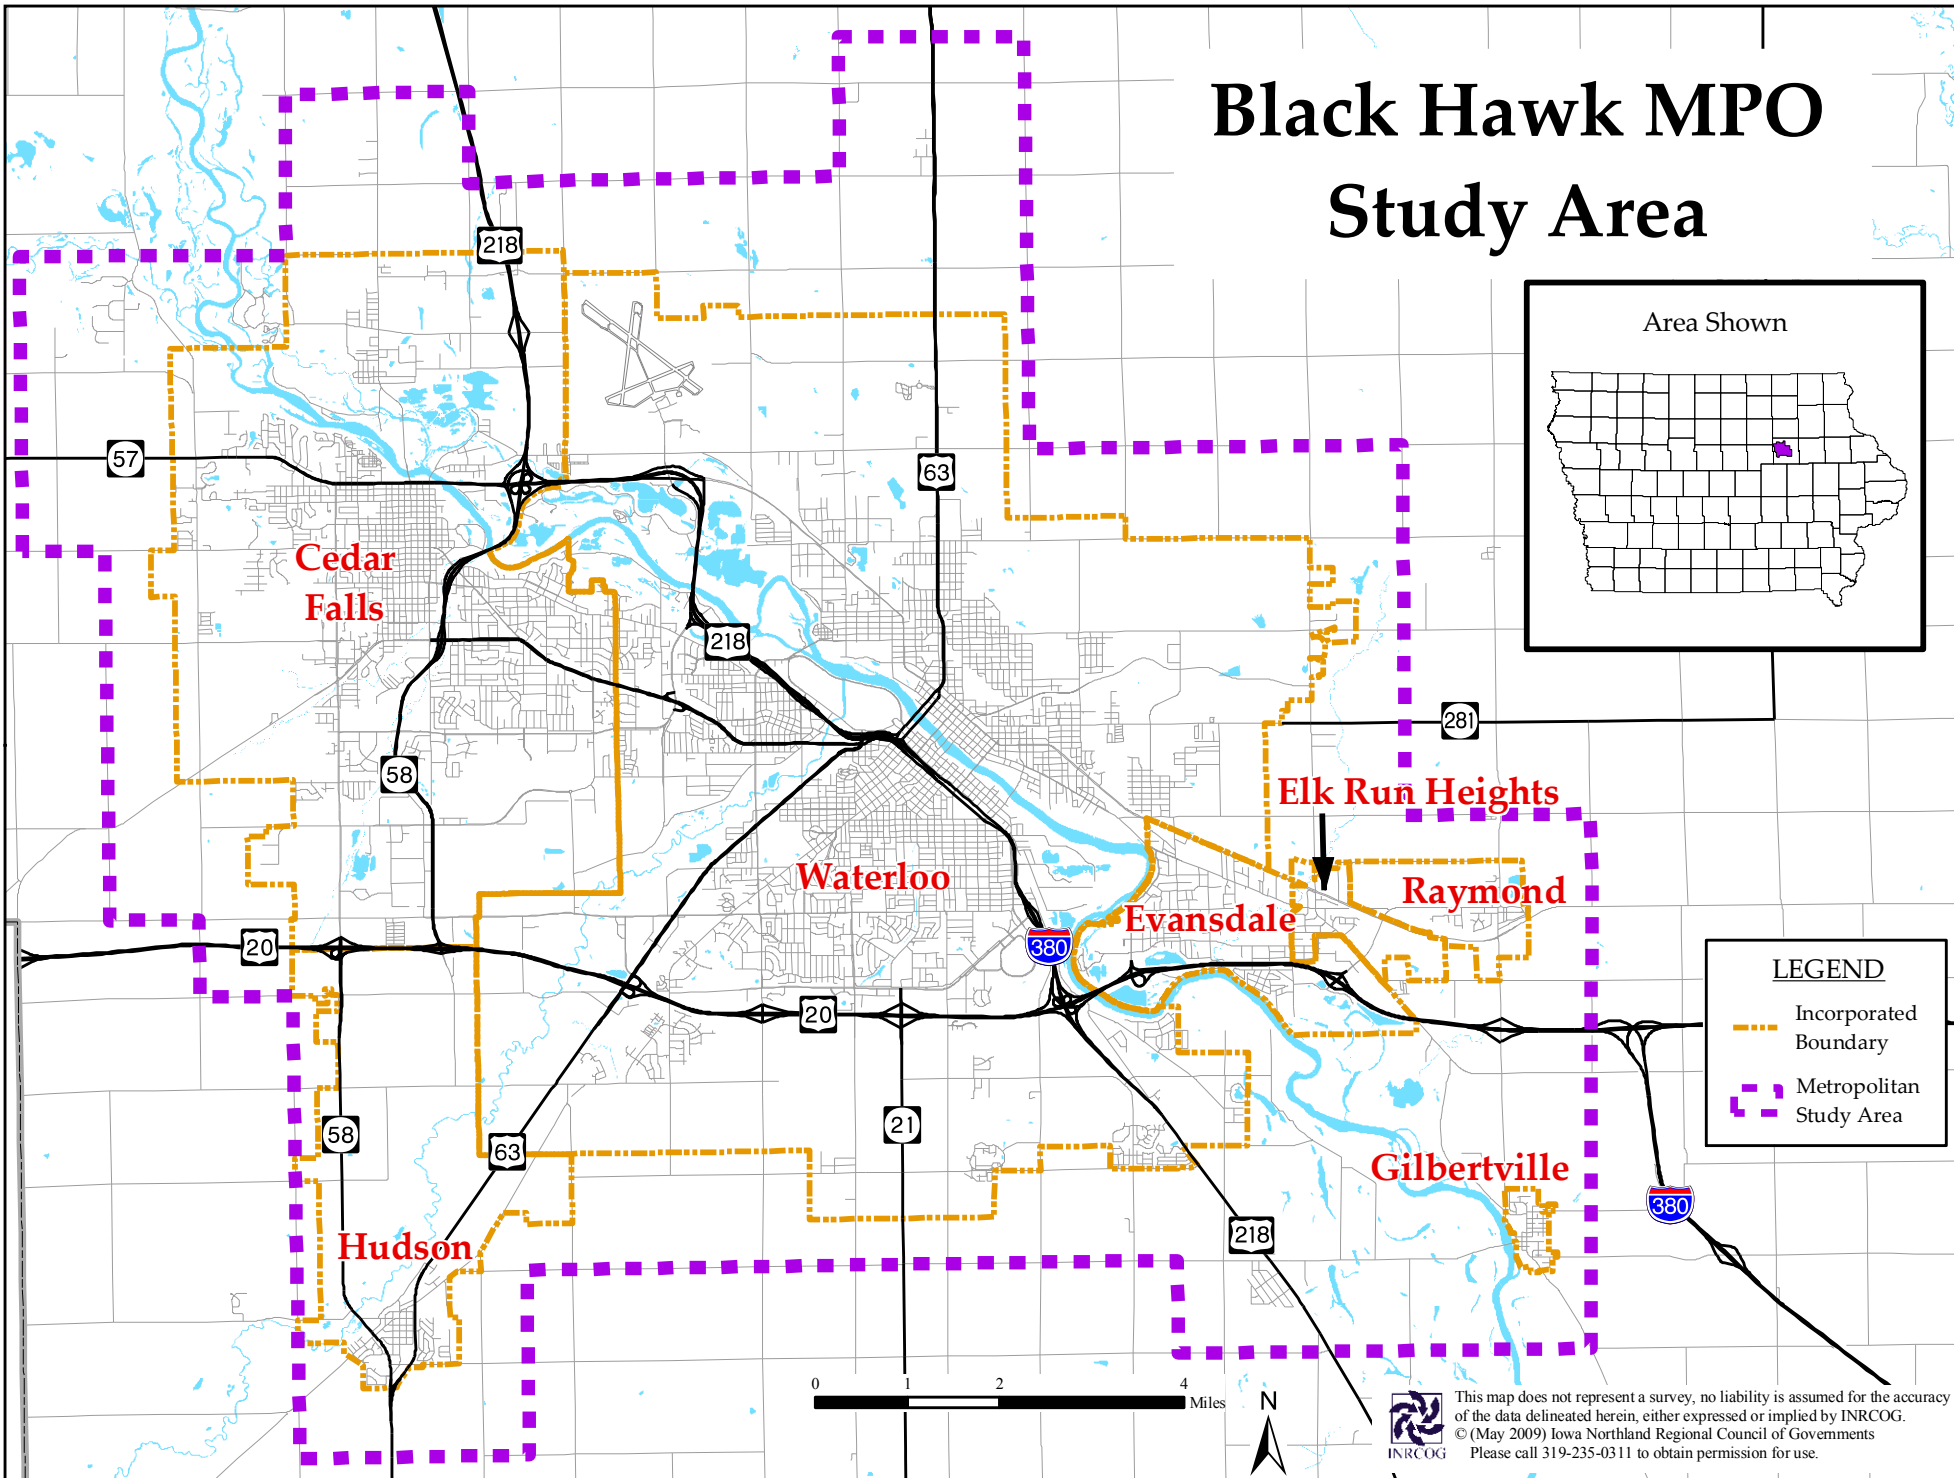 Black Hawk MPO
Study Area
218
Area Shown
57
63
Cedar
Falls
218
281
58
Elk Run Heights
Waterloo
Raymond
Evansdale
20
380
20
LEGEND
Incorporated
Boundary
Metropolitan
Study Area
58
21
63
Gilbertville
380
218
Hudson
0 1 2 4
Miles
N
INRCOG
This map does not represent a survey, no liability is assumed for the accuracy
of the data delineated herein, either expressed or implied by INRCOG.
© (May 2009) Iowa Northland Regional Council of Governments
Please call 319-235-0311 to obtain permission for use.